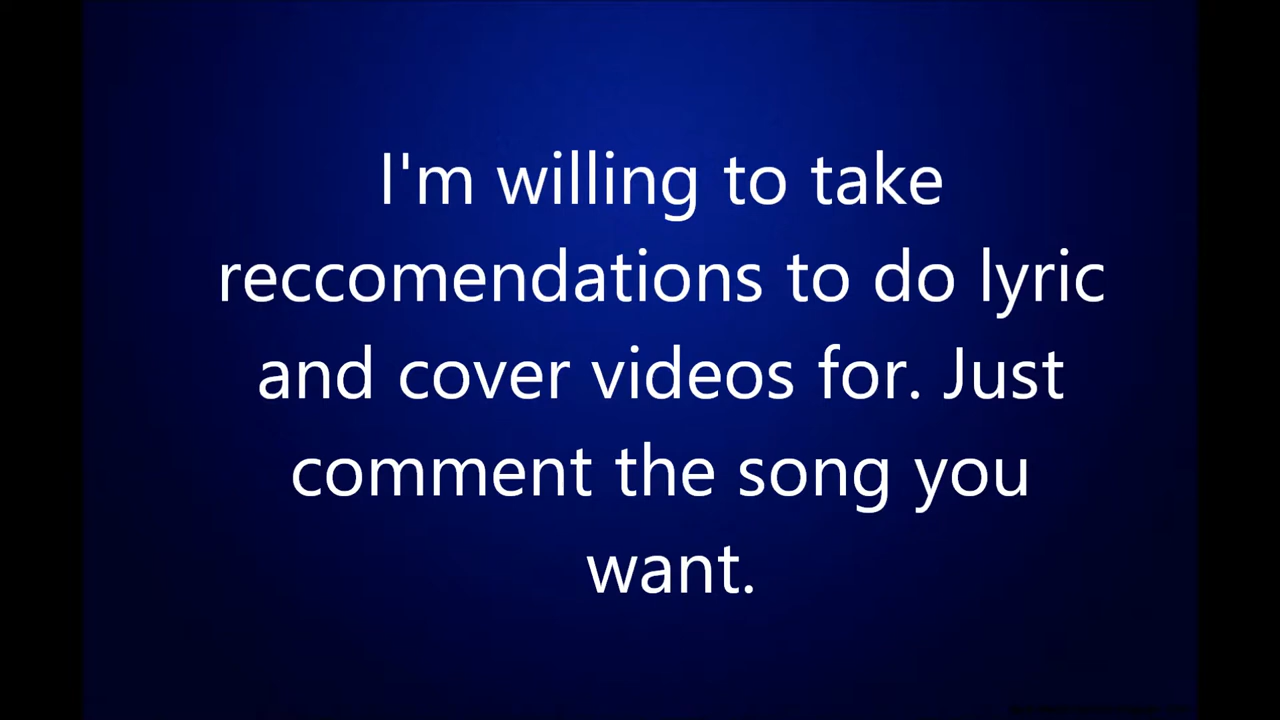 I'm willing to take
reccomendations to do lyric
and cover videos for. Just
comment the song you
want.